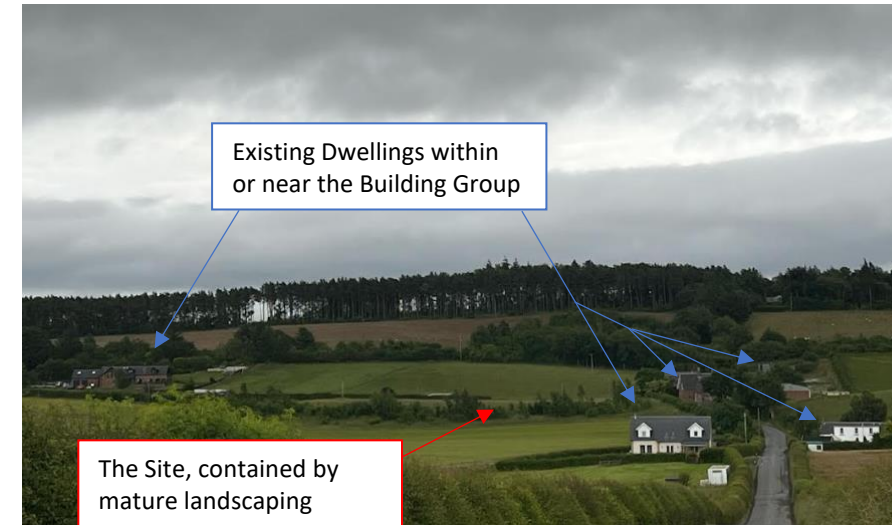 Existing Dwellings within
or near the Building Group
The Site, contained by
mature landscaping